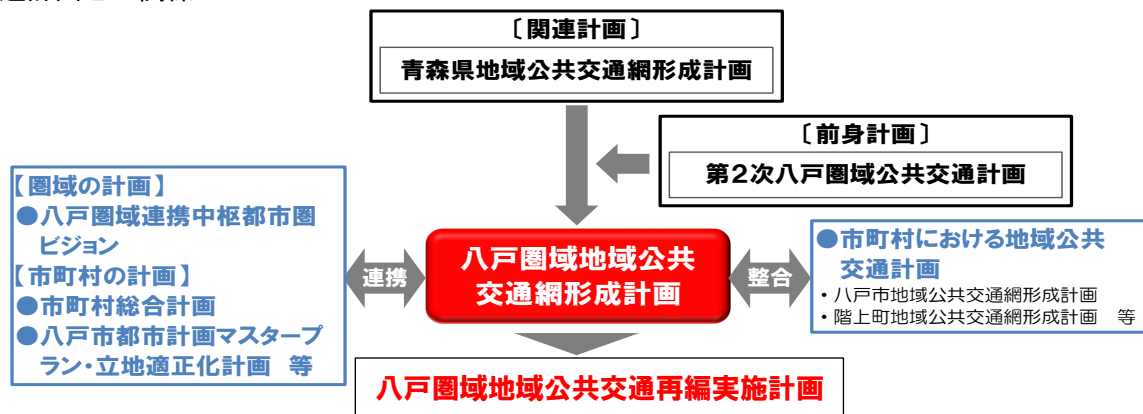 〔関連計画〕
青森県地域公共交通網形成計画
〔前身計画〕
第2次八戸圏域公共交通計画
【圏域の計画】
●八戸圏域連携中枢都市圏
ビジョン
【市町村の計画】
●市町村総合計画
●八戸市都市計画マスタープ
ラン・立地適正化計画 等
連携
八戸圏域地域公共
交通網形成計画
整合
●市町村における地域公共
交通計画
・八戸市地域公共交通網形成計画
・階上町地域公共交通網形成計画 等
八戸圏域地域公共交通再編実施計画